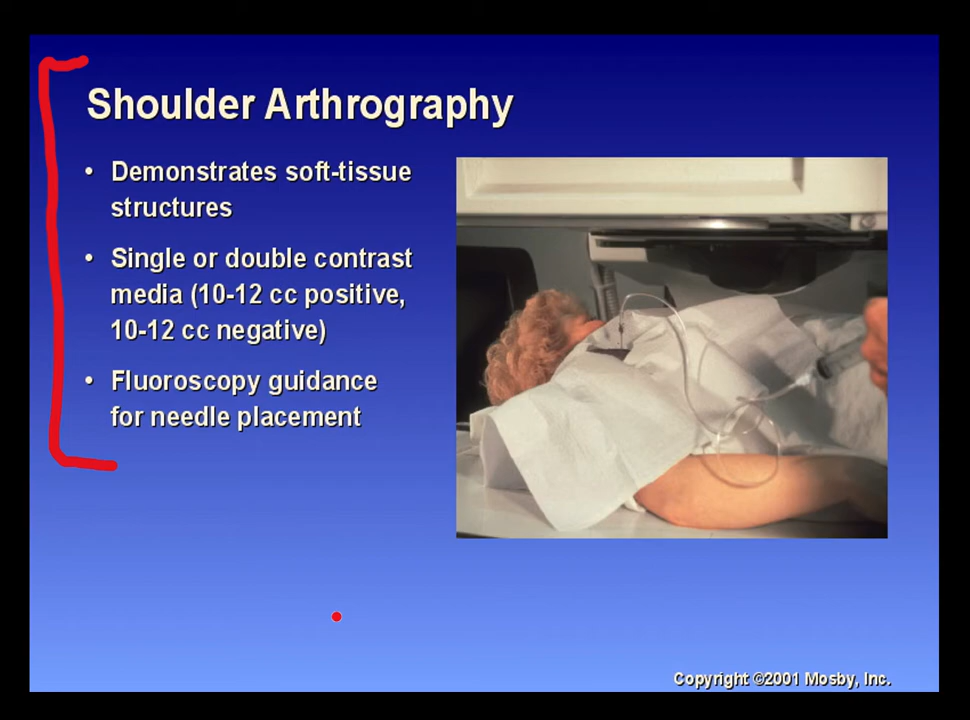 Shoulder Arthrography
• Demonstrates soft-tissue
structures
• Single or double contrast
media (10-12 cc positive,
10-12 cc negative)
• Fluoroscopy guidance
for needle placement
Copyright ©2001 Mosby, Inc.